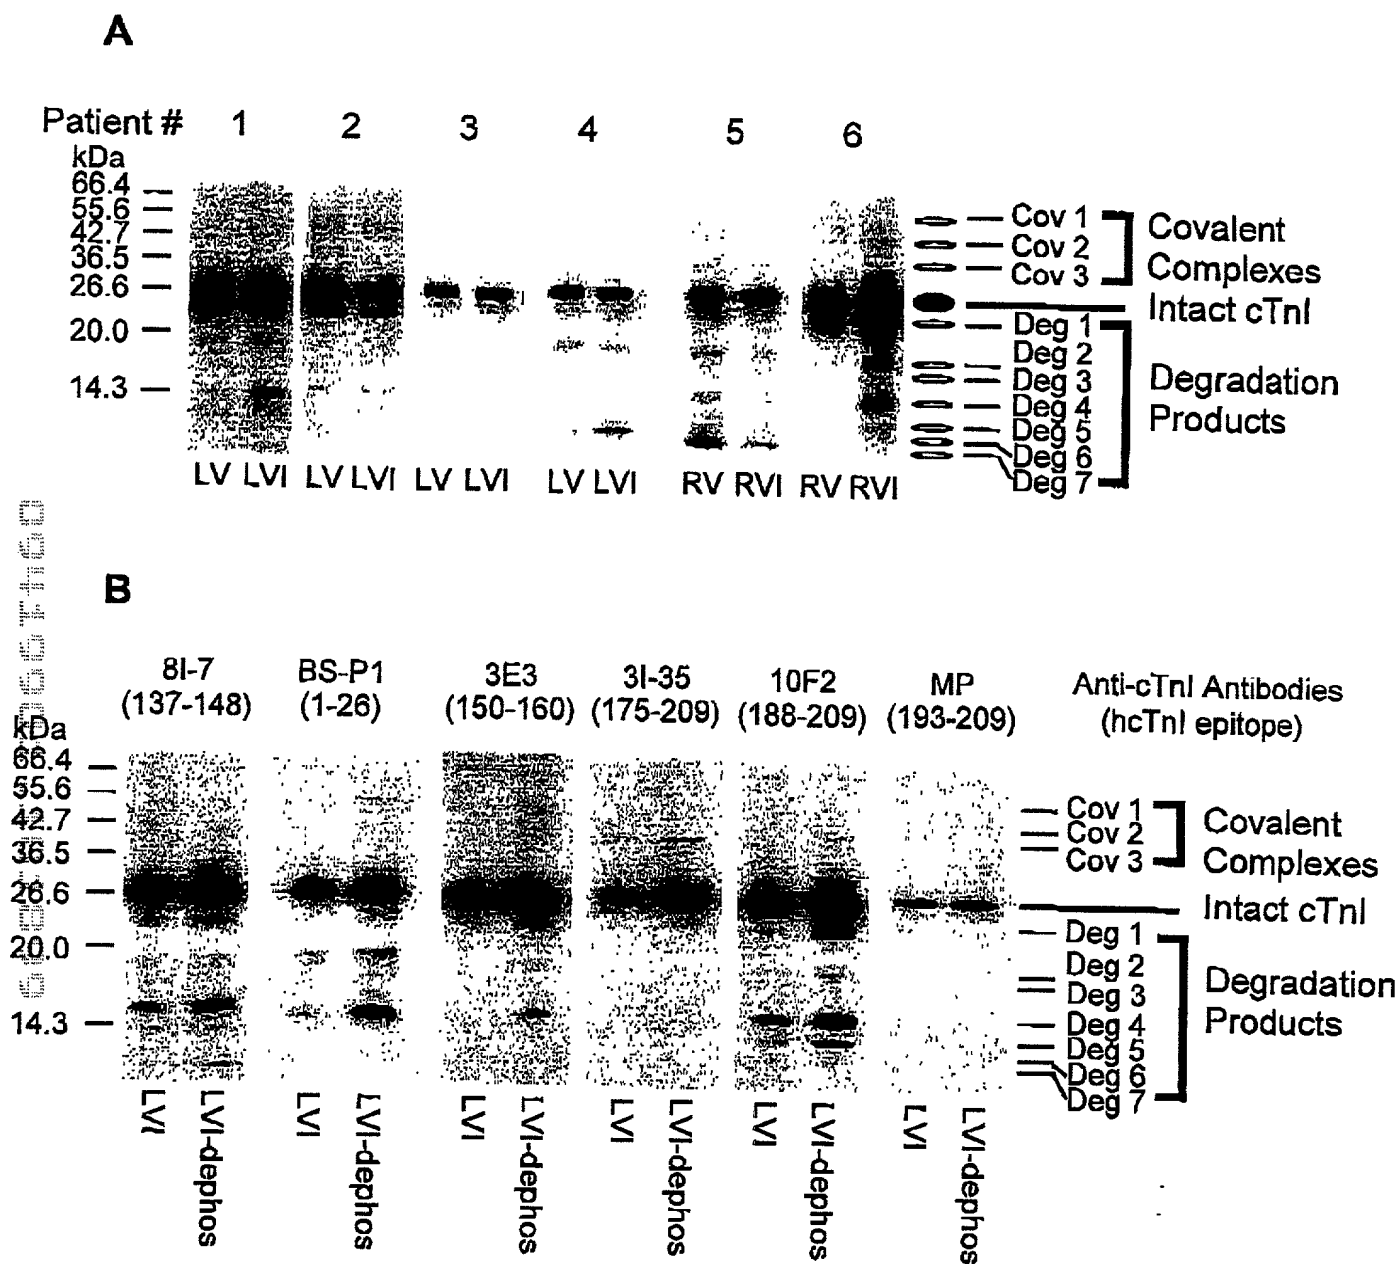 A
Patient # 1 2 3 4 5 6
kDa
66.4
55.6
42.7
36.5
26.6
20.0
14.3
Cov 1
Cov 2
Cov 3
Covalent
Complexes
Intact cTnI
Deg 1
Deg 2
Deg 3
Deg 4
Deg 5
Deg 6
Deg 7
Degradation
Products
LV LVI LV LVI LV LVI LV LVI RV RVI RV RVI
B
8I-7 BS-P1 3E3 3I-35 10F2 MP Anti-cTnI Antibodies
(137-148) (1-26) (150-160) (175-209) (188-209) (193-209) (hcTnI epitope)
kDa
66.4
55.6
42.7
36.5
26.6
20.0
14.3
Cov 1
Cov 2
Cov 3
Covalent
Complexes
Intact cTnI
Deg 1
Deg 2
Deg 3
Deg 4
Deg 5
Deg 6
Deg 7
Degradation
Products
LVI LVI-dephos LVI LVI-dephos LVI LVI-dephos LVI LVI-dephos LVI LVI-dephos LVI LVI-dephos